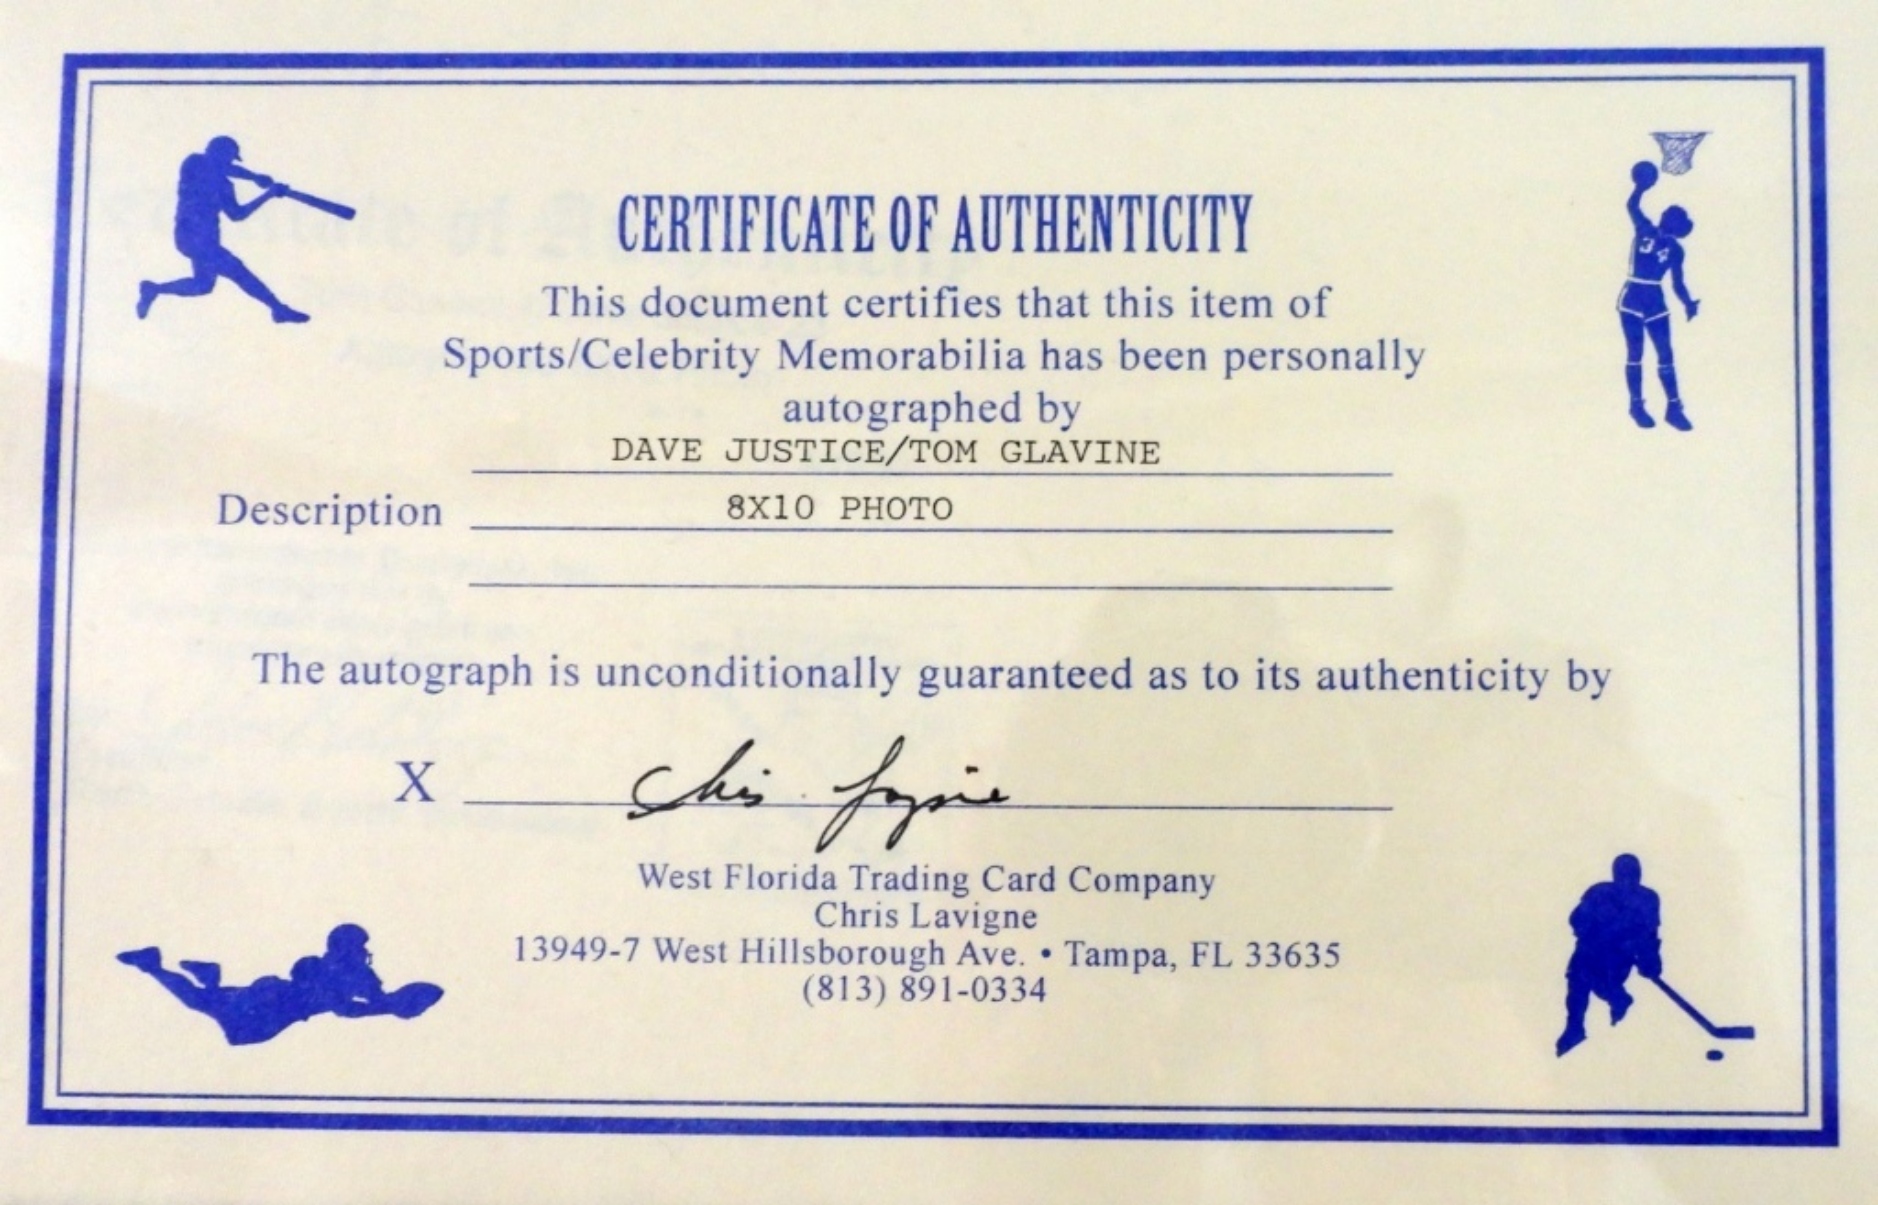 CERTIFICATE OF AUTHENTICITY
This document certifies that this item of
Sports/Celebrity Memorabilia has been personally
autographed by
DAVE JUSTICE/TOM GLAVINE
Description 8X10 PHOTO
The autograph is unconditionally guaranteed as to its authenticity by
X Chris
West Florida Trading Card Company
Chris Lavigne
13949-7 West Hillsborough Ave. • Tampa, FL 33635
(813) 891-0334
34